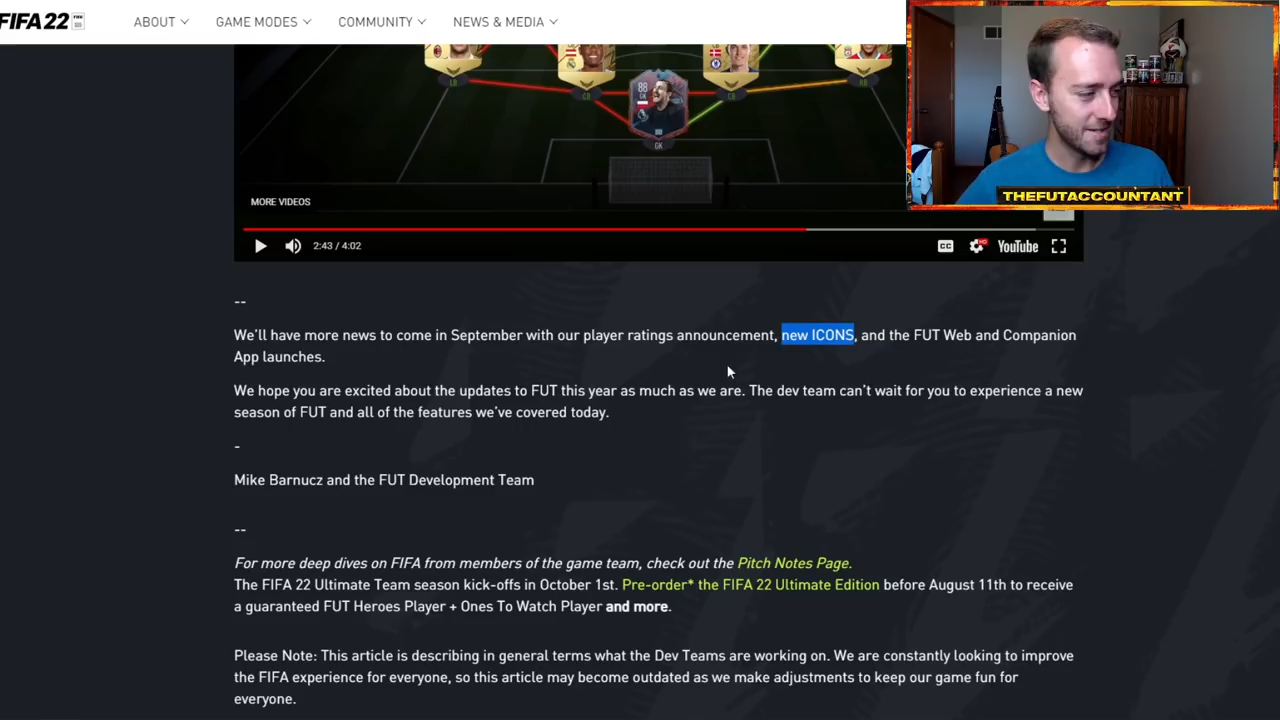 FIFA 22 ABOUT GAME MODES COMMUNITY NEWS & MEDIA
LB CB CB RB
88
GK
GK
THEFUTACCOUNTANT
MORE VIDEOS
2:43 / 4:02 CC HD YouTube
--
We'll have more news to come in September with our player ratings announcement, new ICONS, and the FUT Web and Companion
App launches.
We hope you are excited about the updates to FUT this year as much as we are. The dev team can't wait for you to experience a new
season of FUT and all of the features we've covered today.
-
Mike Barnucz and the FUT Development Team
--
For more deep dives on FIFA from members of the game team, check out the Pitch Notes Page.
The FIFA 22 Ultimate Team season kick-offs in October 1st. Pre-order* the FIFA 22 Ultimate Edition before August 11th to receive
a guaranteed FUT Heroes Player + Ones To Watch Player and more.
Please Note: This article is describing in general terms what the Dev Teams are working on. We are constantly looking to improve
the FIFA experience for everyone, so this article may become outdated as we make adjustments to keep our game fun for
everyone.